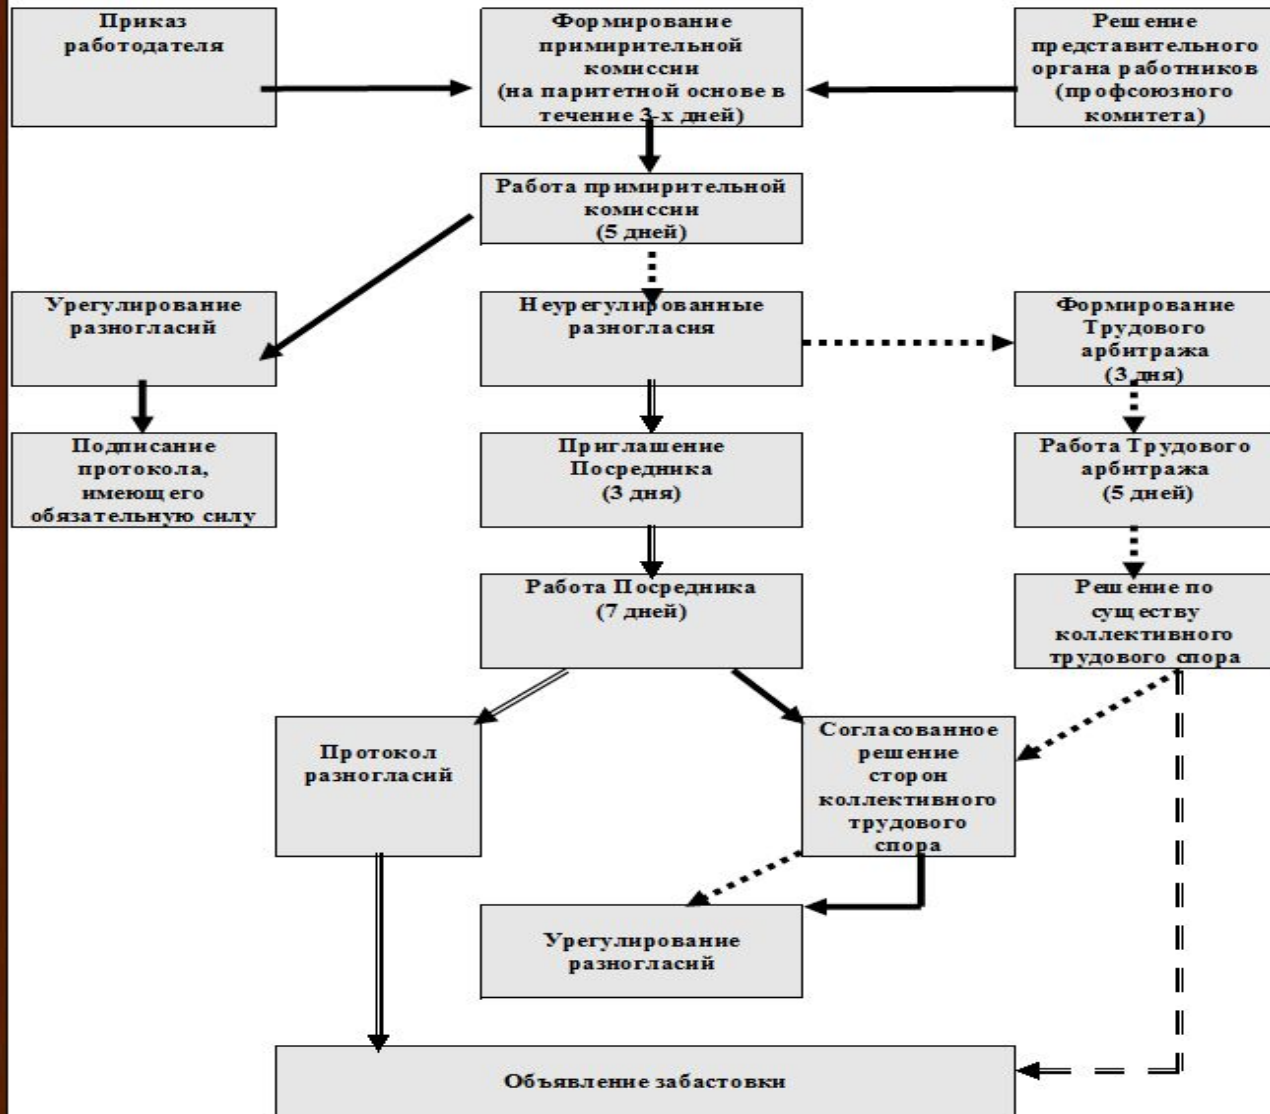 Приказ
работодателя
Формирование
примирительной
комиссии
(на паритетной основе в
течение 3-х дней)
Решение
представительного
органа работников
(профсоюзного
комитета)
Работа примирительной
комиссии
(5 дней)
Урегулирование
разногласий
Неурегулированные
разногласия
Формирование
Трудового
арбитража
(3 дня)
Подписание
протокола,
имеющего
обязательную силу
Приглашение
Посредника
(3 дня)
Работа Трудового
арбитража
(5 дней)
Работа Посредника
(7 дней)
Решение по
существу
коллективного
трудового спора
Протокол
разногласий
Согласованное
решение
сторон
коллективного
трудового
спора
Урегулирование
разногласий
Объявление забастовки